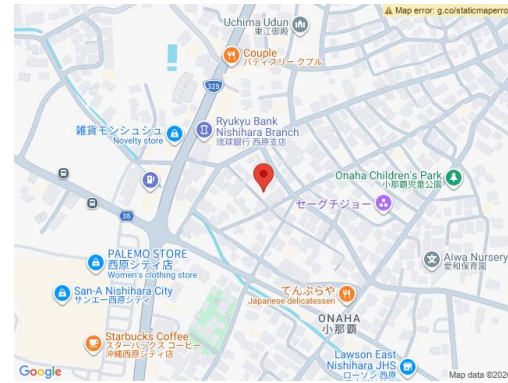 Map error: g.co/staticmaperro
Uchima Udun
東江御殿
Couple
パティスリー クプル
329
Ryukyu Bank
Nishihara Branch
琉球銀行 西原支店
雑貨モンシュシュ
Novelty store
Onaha Children's Park
小那覇児童公園
セーグチジョー
38
PALEMO STORE
西原シティ店
Women's clothing store
Aiwa Nursery
愛和保育園
San-A Nishihara City
サンエー西原シティ
てんぷらや
Japanese delicatessen
ONAHA
小那覇
Starbucks Coffee
スターバックス コーヒー
沖縄西原シティ店
Lawson East
Nishihara JHS
ローソン 西原
Google
Map data ©2026